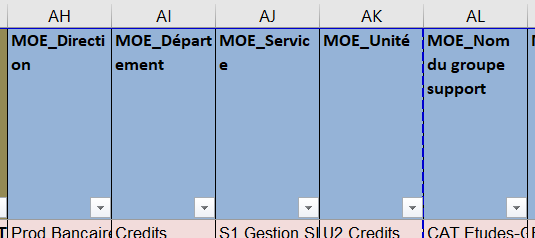 AH AI AJ AK AL
MOE_Directi MOE_Départ MOE_Servic MOE_Unité MOE_Nom
on ement e du groupe
support
Prod Bancaire Credits S1 Gestion SI U2 Credits CAT Etudes-